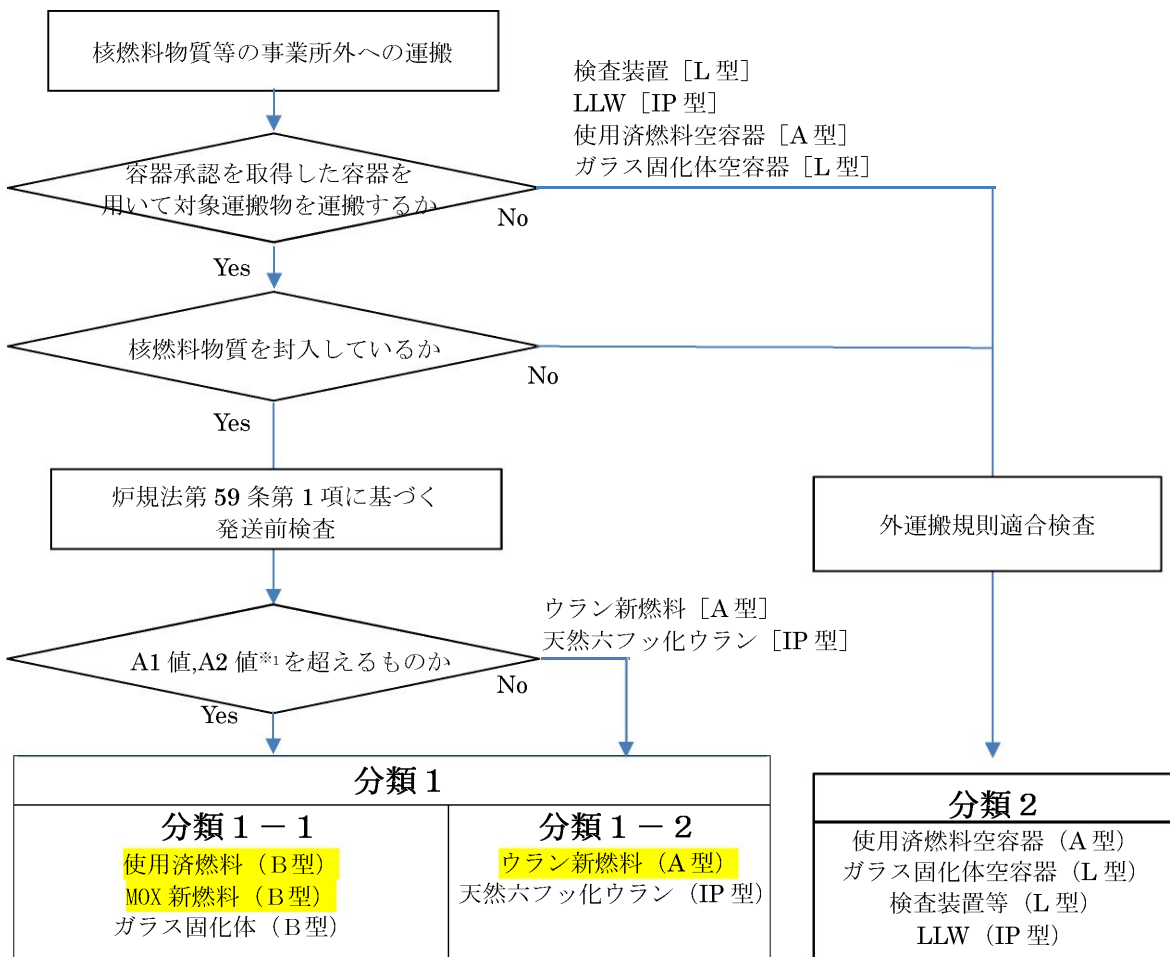 核燃料物質等の事業所外への運搬
検査装置［L 型］
LLW［IP 型］
使用済燃料空容器［A 型］
ガラス固化体空容器［L 型］
容器承認を取得した容器を
用いて対象運搬物を運搬するか
No
Yes
核燃料物質を封入しているか
No
Yes
炉規法第 59 条第 1 項に基づく
発送前検査
外運搬規則適合検査
ウラン新燃料［A 型］
天然六フッ化ウラン［IP 型］
A1 値,A2 値※1を超えるものか
No
Yes
分類１
分類１－１
使用済燃料（Ｂ型）
MOX 新燃料（Ｂ型）
ガラス固化体（Ｂ型）
分類１－２
ウラン新燃料（A 型）
天然六フッ化ウラン（IP 型）
分類２
使用済燃料空容器（A 型）
ガラス固化体空容器（L 型）
検査装置等（L 型）
LLW（IP 型）